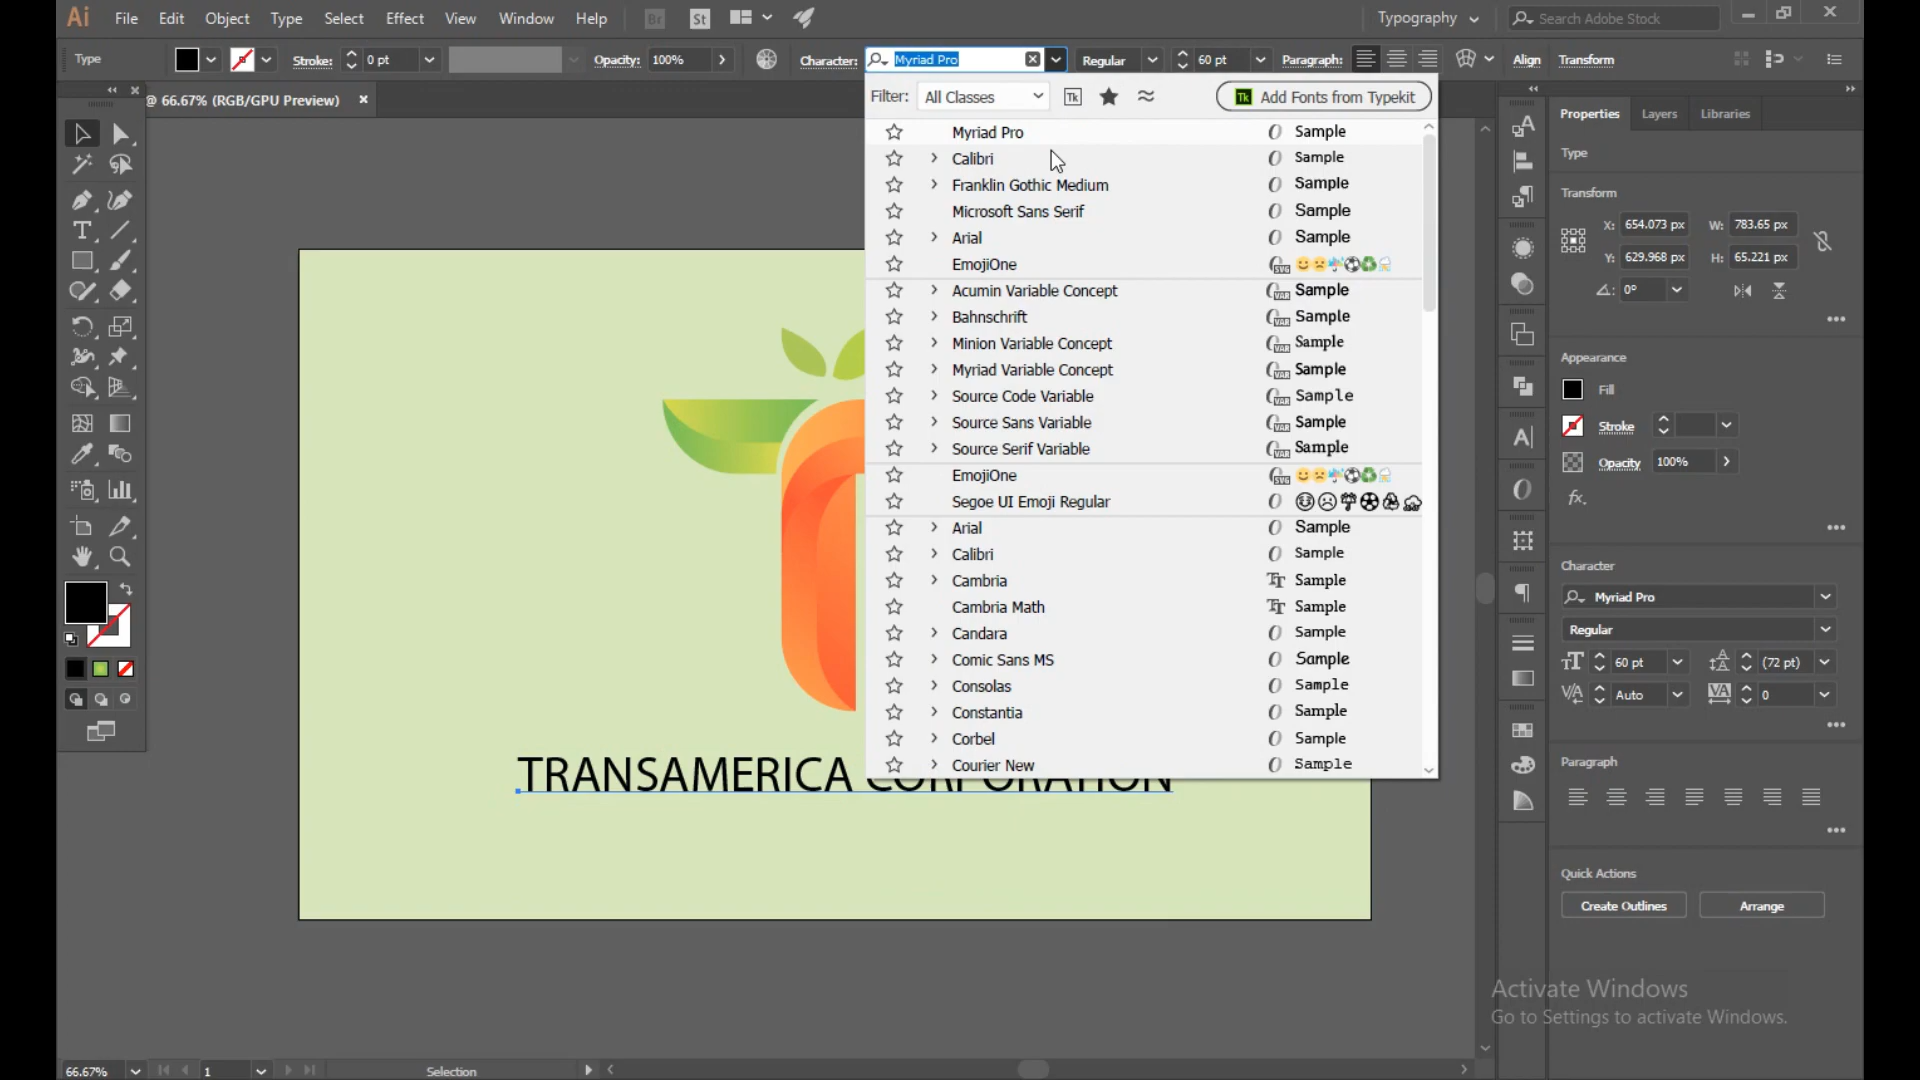 Ai File Edit Object Type Select Effect View Window Help Br St Typography Search Adobe Stock
Type Stroke: 0 pt Opacity: 100% Character: Myriad Pro Regular 60 pt Paragraph: Align Transform
@ 66.67% (RGB/GPU Preview)
Filter: All Classes Tk Tk Add Fonts from Typekit
Myriad Pro Sample
Calibri Sample
Franklin Gothic Medium Sample
Microsoft Sans Serif Sample
Arial Sample
EmojiOne
Acumin Variable Concept Sample
Bahnschrift Sample
Minion Variable Concept Sample
Myriad Variable Concept Sample
Source Code Variable Sample
Source Sans Variable Sample
Source Serif Variable Sample
EmojiOne
Segoe UI Emoji Regular
Arial Sample
Calibri Sample
Cambria Sample
Cambria Math Sample
Candara Sample
Comic Sans MS Sample
Consolas Sample
Constantia Sample
Corbel Sample
Courier New Sample
TRANSAMERICA CORPORATION
Properties Layers Libraries
Type
Transform
X: 654.073 px W: 783.65 px
Y: 629.968 px H: 65.221 px
0°
Appearance
Fill
Stroke
Opacity 100%
fx.
Character
Myriad Pro
Regular
60 pt (72 pt)
Auto 0
Paragraph
Quick Actions
Create Outlines Arrange
Activate Windows
Go to Settings to activate Windows.
66.67% 1 Selection